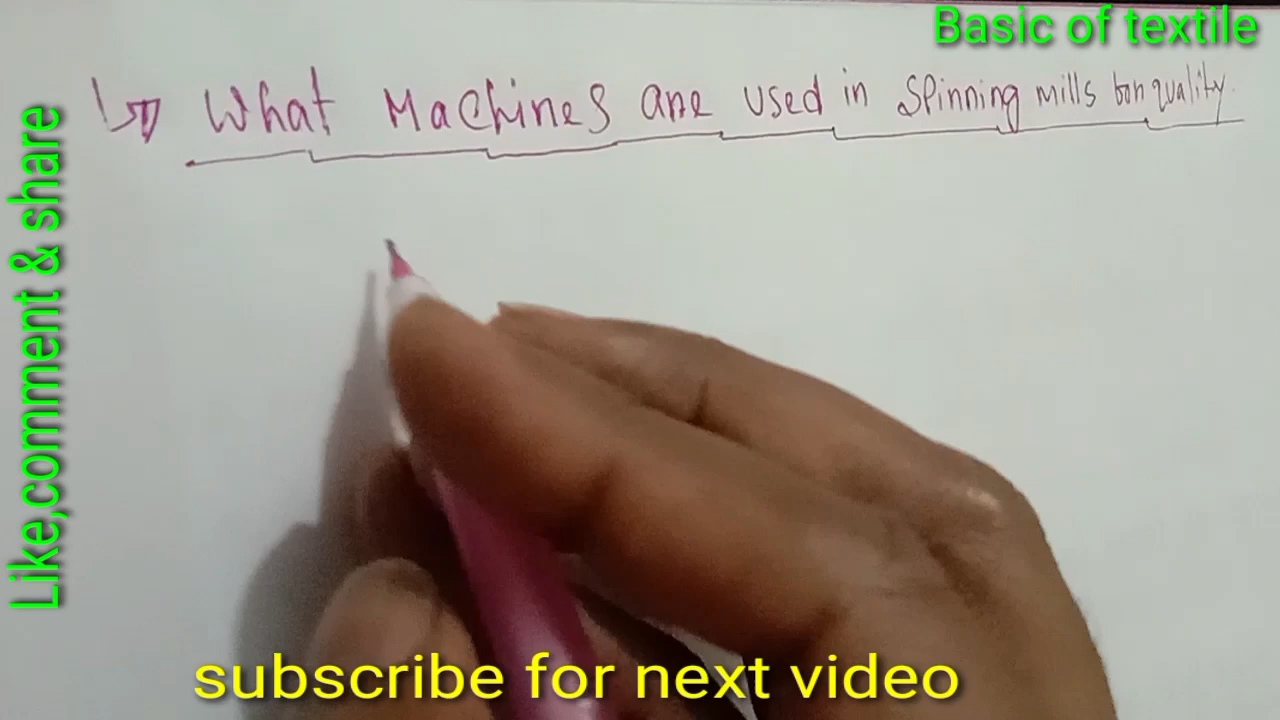 Basic of textile
What Machines are used in Spinning mills for quality.
Like,comment & share
subscribe for next video